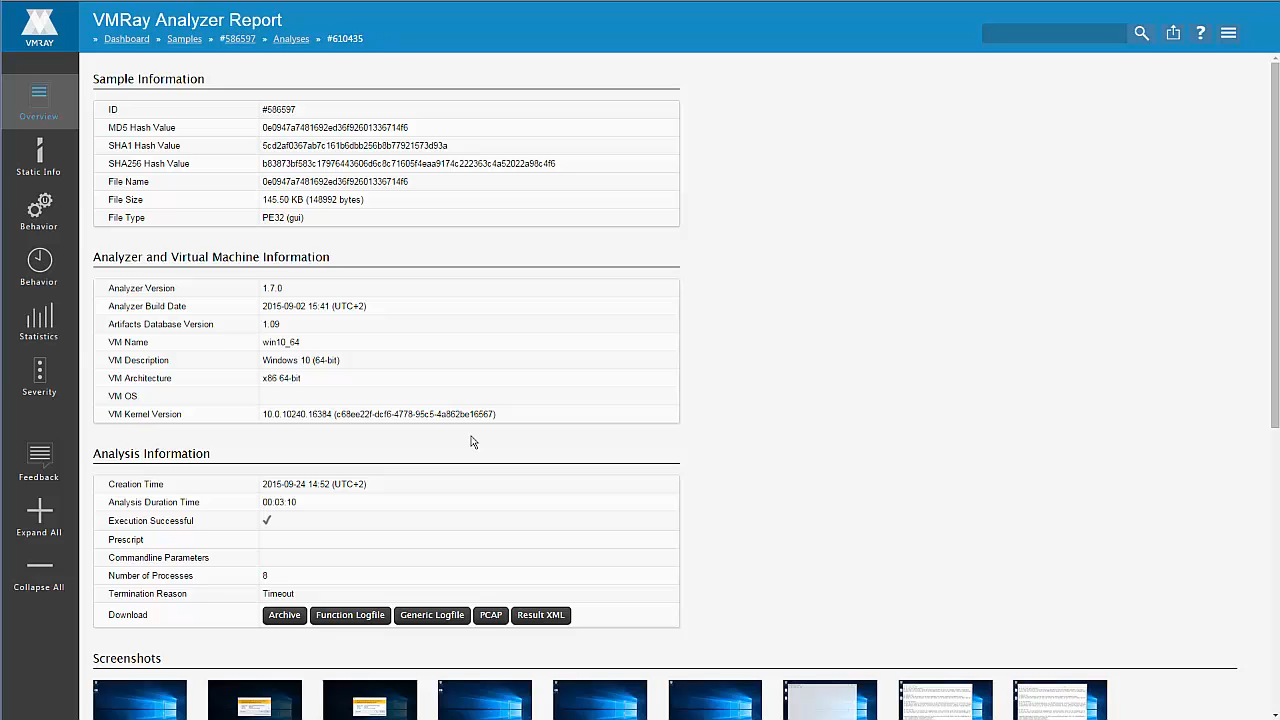 VMRAY
VMRay Analyzer Report
» Dashboard » Samples » #586597 » Analyses » #610435
?
Overview
Static Info
Behavior
Behavior
Statistics
Severity
Feedback
Expand All
Collapse All
Sample Information
ID #586597
MD5 Hash Value 0e0947a7481692ed36f92601336714f6
SHA1 Hash Value 5cd2af0367ab7c161b6dbb256b8b77921573d93a
SHA256 Hash Value b83873bf583c17976443606d6c8c71605f4eaa9174c222363c4a52022a98c4f6
File Name 0e0947a7481692ed36f92601336714f6
File Size 145.50 KB (148992 bytes)
File Type PE32 (gui)
Analyzer and Virtual Machine Information
Analyzer Version 1.7.0
Analyzer Build Date 2015-09-02 15:41 (UTC+2)
Artifacts Database Version 1.09
VM Name win10_64
VM Description Windows 10 (64-bit)
VM Architecture x86 64-bit
VM OS
VM Kernel Version 10.0.10240.16384 (c68ee22f-dcf6-4778-95c5-4a862be16567)
Analysis Information
Creation Time 2015-09-24 14:52 (UTC+2)
Analysis Duration Time 00:03:10
Execution Successful ✓
Prescript
Commandline Parameters
Number of Processes 8
Termination Reason Timeout
Download Archive Function Logfile Generic Logfile PCAP Result XML
Screenshots